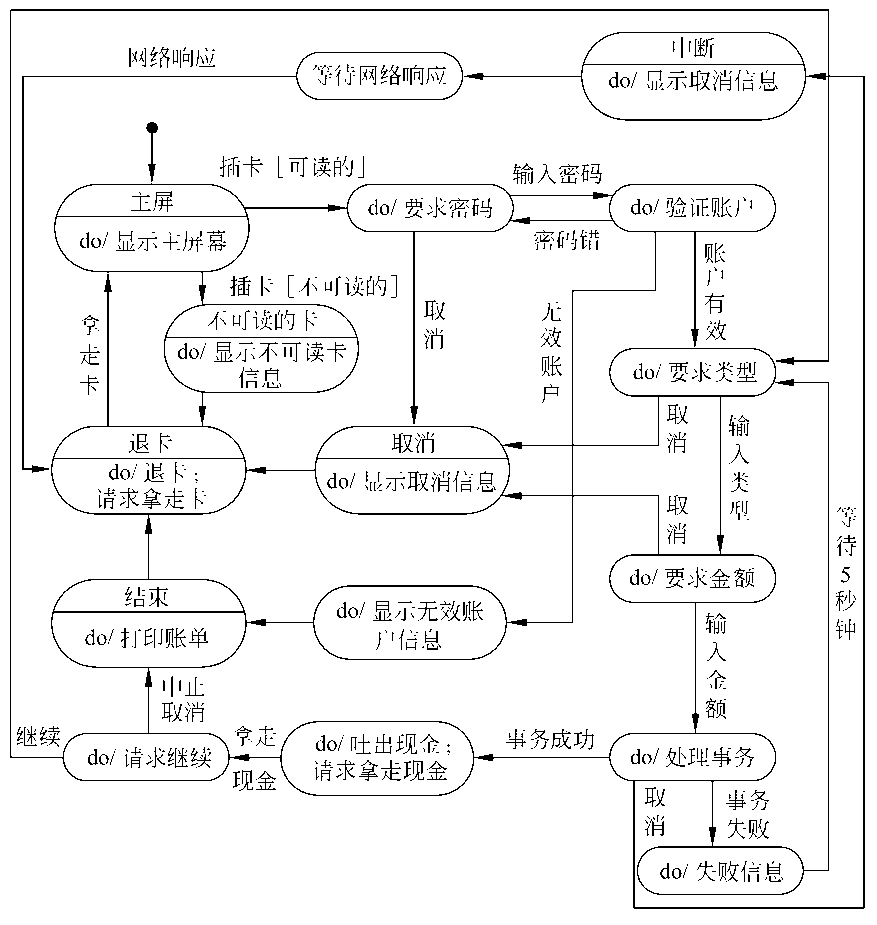 网络响应
等待网络响应
中断
do/ 显示取消信息
插卡［可读的］
输入密码
主屏
do/ 显示主屏幕
do/ 要求密码
do/ 验证账户
密码错
插卡［不可读的］
账户有效
拿走卡
不可读的卡
do/ 显示不可读卡
信息
取消
无效账户
do/ 要求类型
取消
输入类型
退卡
do/ 退卡；
请求拿走卡
取消
do/ 显示取消信息
取消
等待5秒钟
do/ 要求金额
结束
do/ 打印账单
do/ 显示无效账
户信息
输入金额
中止
取消
继续
do/ 请求继续
拿走
现金
do/ 吐出现金；
请求拿走现金
事务成功
do/ 处理事务
取消
事务
失败
do/ 失败信息